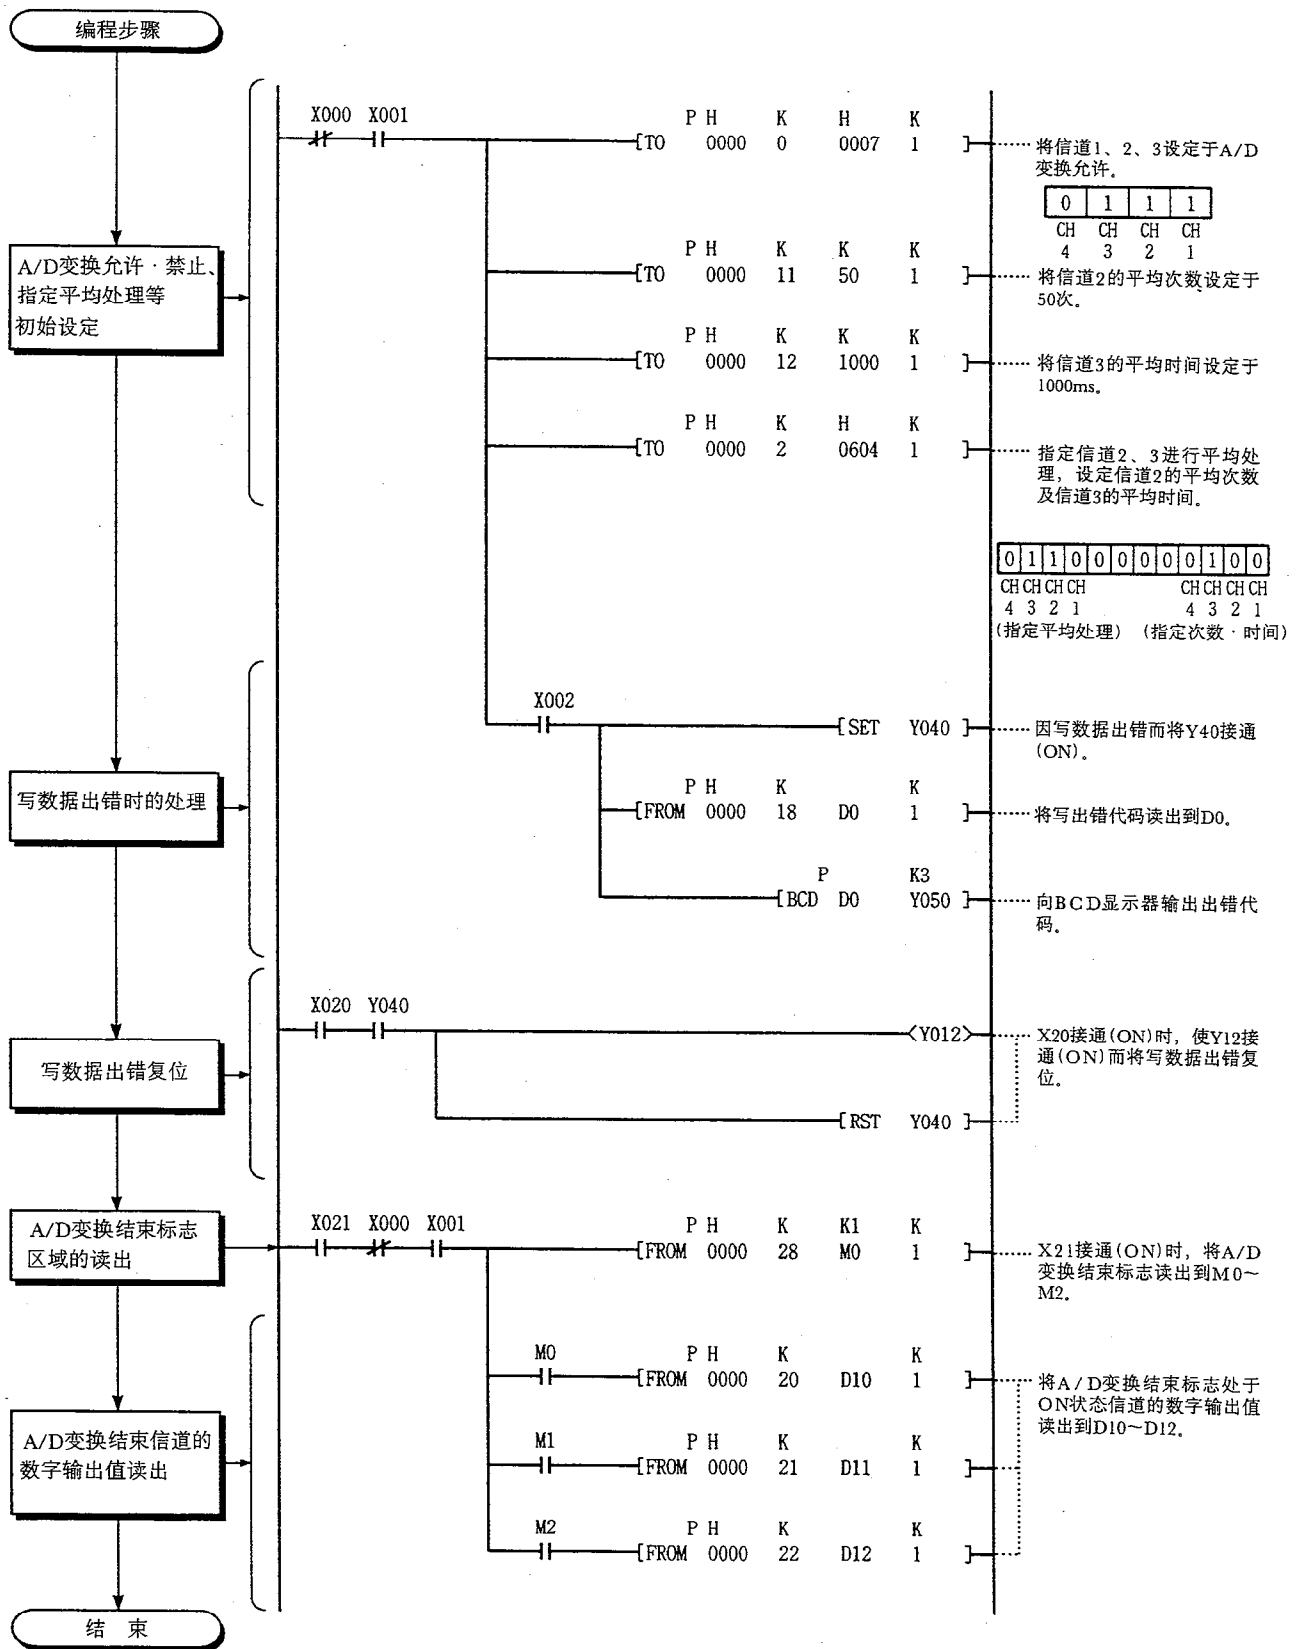 编程步骤
X000 X001
P H K H K
[TO 0000 0 0007 1 ]
将信道1、2、3设定于A/D
变换允许。
0 1 1 1
CH CH CH CH
4 3 2 1
A/D变换允许·禁止、
指定平均处理等
初始设定
P H K K K
[TO 0000 11 50 1 ]
将信道2的平均次数设定于
50次。
P H K K K
[TO 0000 12 1000 1 ]
将信道3的平均时间设定于
1000ms。
P H K H K
[TO 0000 2 0604 1 ]
指定信道2、3进行平均处
理，设定信道2的平均次数
及信道3的平均时间。
0 1 1 0 0 0 0 0 0 1 0 0
CH CH CH CH CH CH CH CH
4 3 2 1 4 3 2 1
(指定平均处理) (指定次数·时间)
X002
[SET Y040 ]
因写数据出错而将Y40接通
(ON)。
写数据出错时的处理
P H K K
[FROM 0000 18 D0 1 ]
将写出错代码读出到D0。
P K3
[BCD D0 Y050 ]
向BCD显示器输出出错代
码。
X020 Y040
<Y012>
X20接通(ON)时，使Y12接
通(ON)而将写数据出错复
位。
写数据出错复位
[RST Y040 ]
A/D变换结束标志
区域的读出
X021 X000 X001
P H K K1 K
[FROM 0000 28 M0 1 ]
X21接通(ON)时，将A/D
变换结束标志读出到M0～
M2。
M0
P H K K
[FROM 0000 20 D10 1 ]
将A/D变换结束标志处于
ON状态信道的数字输出值
读出到D10～D12。
A/D变换结束信道的
数字输出值读出
M1
P H K K
[FROM 0000 21 D11 1 ]
M2
P H K K
[FROM 0000 22 D12 1 ]
结 束